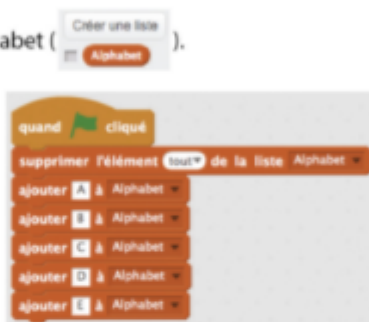 Créer une liste
abet ( Alphabet ).
quand cliqué
supprimer l'élément tout de la liste Alphabet
ajouter A à Alphabet
ajouter B à Alphabet
ajouter C à Alphabet
ajouter D à Alphabet
ajouter E à Alphabet